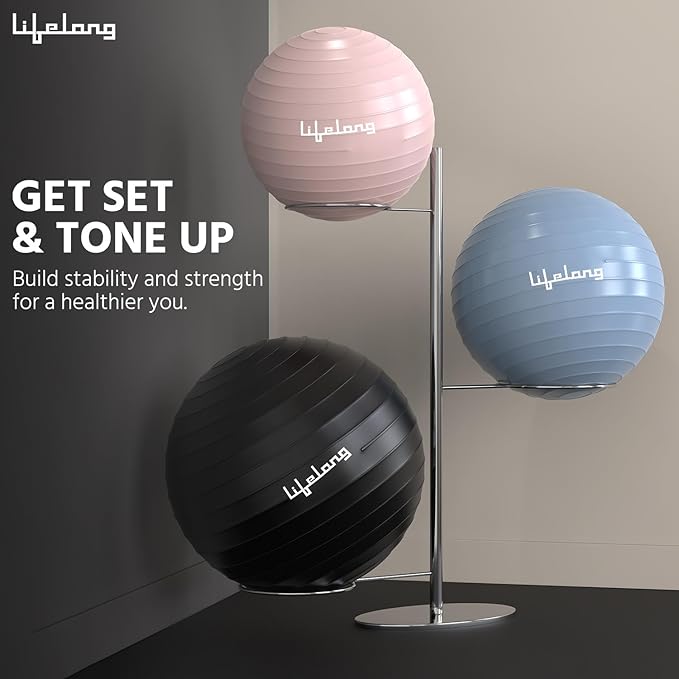 Lifelong
Lifelong
GET SET
& TONE UP
Lifelong
Build stability and strength
for a healthier you.
Lifelong